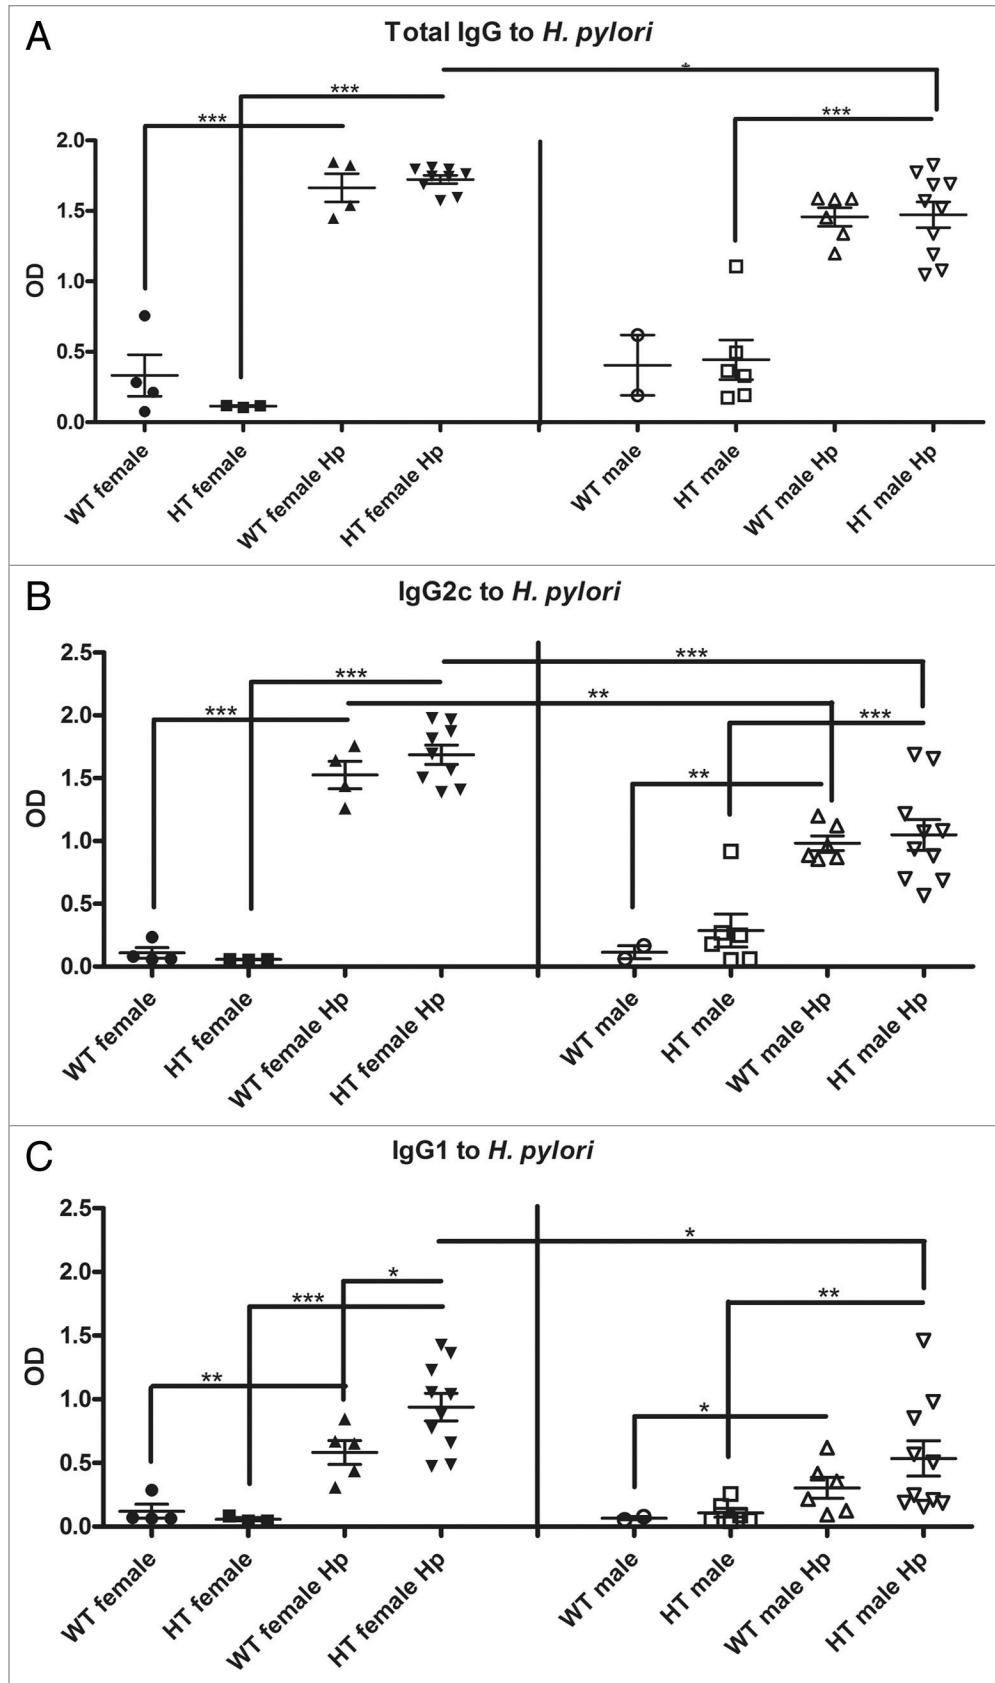 A
Total IgG to H. pylori
*
***
***
***
2.0
1.5
1.0
0.5
0.0
OD
WT female
HT female
WT female Hp
HT female Hp
WT male
HT male
WT male Hp
HT male Hp
B
IgG2c to H. pylori
***
***
**
***
***
**
2.5
2.0
1.5
1.0
0.5
0.0
OD
WT female
HT female
WT female Hp
HT female Hp
WT male
HT male
WT male Hp
HT male Hp
C
IgG1 to H. pylori
*
*
***
**
**
*
2.5
2.0
1.5
1.0
0.5
0.0
OD
WT female
HT female
WT female Hp
HT female Hp
WT male
HT male
WT male Hp
HT male Hp